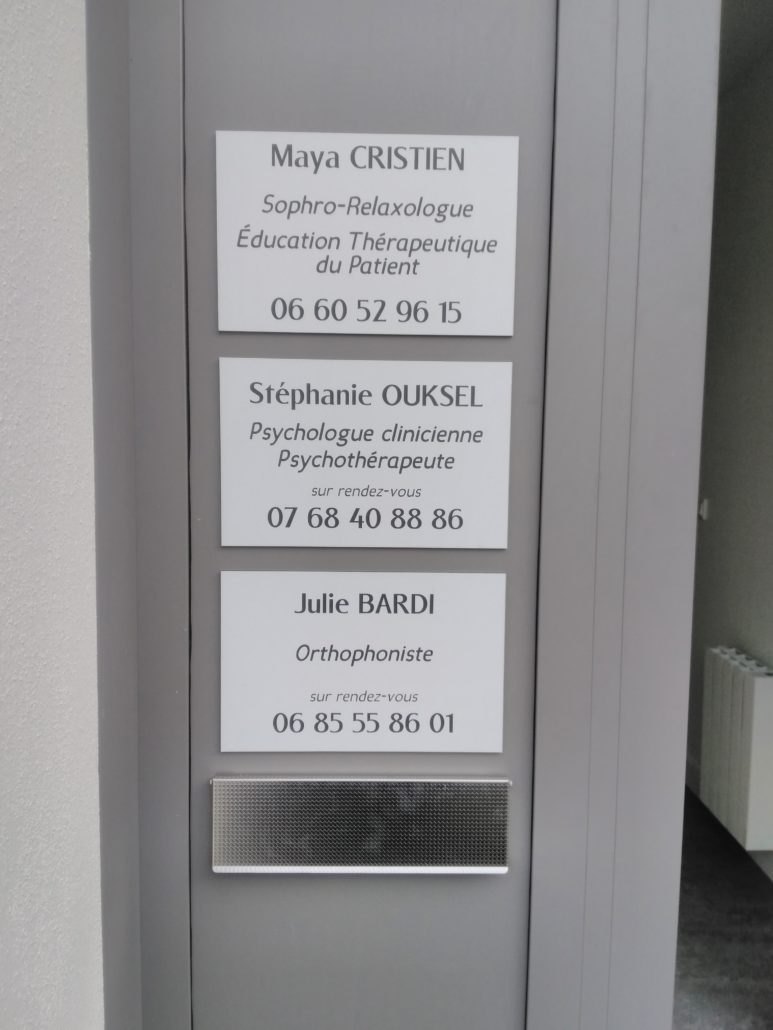 Maya CRISTIEN
Sophro-Relaxologue
Éducation Thérapeutique
du Patient
06 60 52 96 15
Stéphanie OUKSEL
Psychologue clinicienne
Psychothérapeute
sur rendez-vous
07 68 40 88 86
Julie BARDI
Orthophoniste
sur rendez-vous
06 85 55 86 01